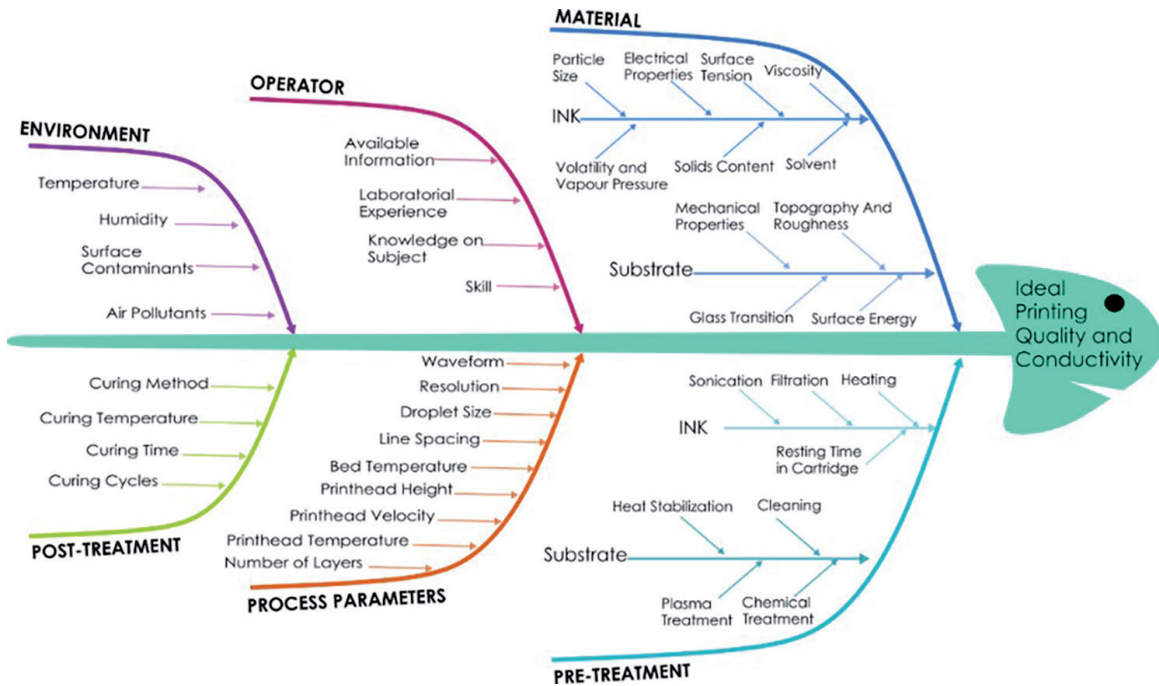 MATERIAL
Particle
Size
Electrical
Properties
Surface
Tension
Viscosity
INK
Volatility and
Vapour Pressure
Solids Content
Solvent
Mechanical
Properties
Topography And
Roughness
Substrate
Glass Transition
Surface Energy
OPERATOR
Available
Information
Laboratorial
Experience
Knowledge on
Subject
Skill
ENVIRONMENT
Temperature
Humidity
Surface
Contaminants
Air Pollutants
Ideal
Printing
Quality and
Conductivity
Curing Method
Curing Temperature
Curing Time
Curing Cycles
POST-TREATMENT
Waveform
Resolution
Droplet Size
Line Spacing
Bed Temperature
Printhead Height
Printhead Velocity
Printhead Temperature
Number of Layers
PROCESS PARAMETERS
Sonication
Filtration
Heating
INK
Resting Time
in Cartridge
Heat Stabilization
Cleaning
Substrate
Plasma
Treatment
Chemical
Treatment
PRE-TREATMENT